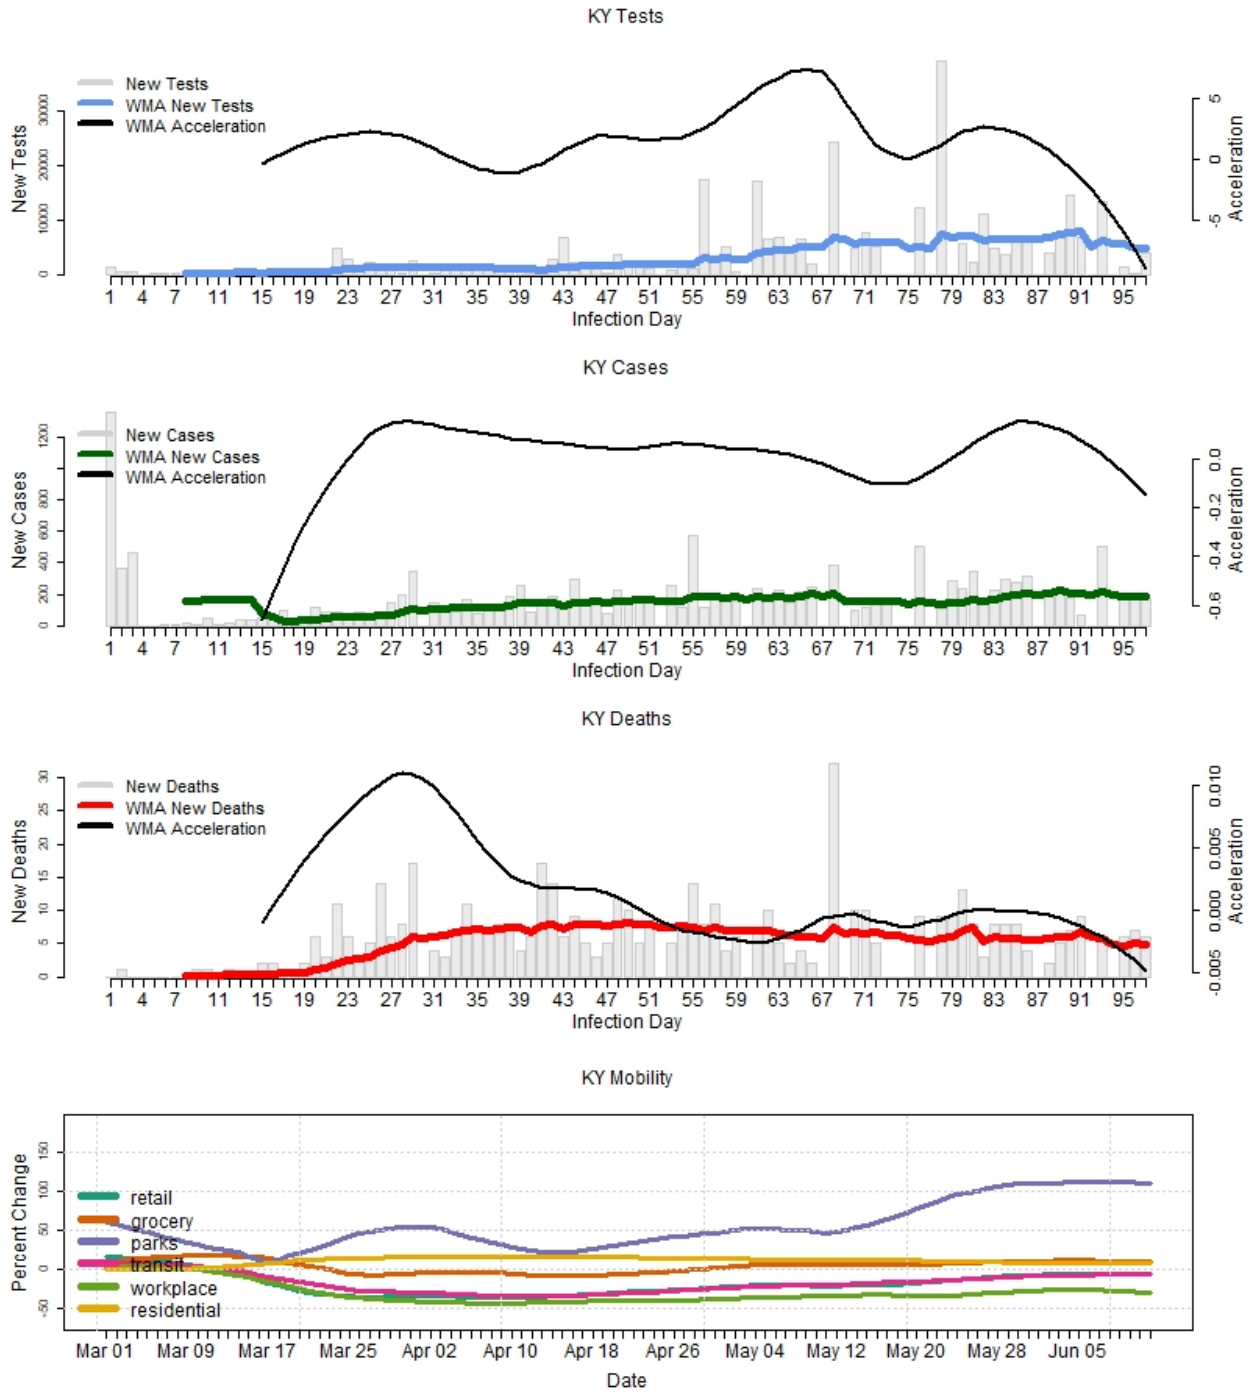 KY Tests
New Tests
WMA New Tests
WMA Acceleration
New Tests
0 10000 20000 30000
-5 0 5
Acceleration
1 4 7 11 15 19 23 27 31 35 39 43 47 51 55 59 63 67 71 75 79 83 87 91 95
Infection Day
KY Cases
New Cases
WMA New Cases
WMA Acceleration
New Cases
0 200 400 600 800 1200
-0.6 -0.4 -0.2 0.0
Acceleration
1 4 7 11 15 19 23 27 31 35 39 43 47 51 55 59 63 67 71 75 79 83 87 91 95
Infection Day
KY Deaths
New Deaths
WMA New Deaths
WMA Acceleration
New Deaths
0 5 10 15 20 25 30
-0.005 0.000 0.005 0.010
Acceleration
1 4 7 11 15 19 23 27 31 35 39 43 47 51 55 59 63 67 71 75 79 83 87 91 95
Infection Day
KY Mobility
Percent Change
-50 0 50 100 150
retail
grocery
parks
transit
workplace
residential
Mar 01 Mar 09 Mar 17 Mar 25 Apr 02 Apr 10 Apr 18 Apr 26 May 04 May 12 May 20 May 28 Jun 05
Date